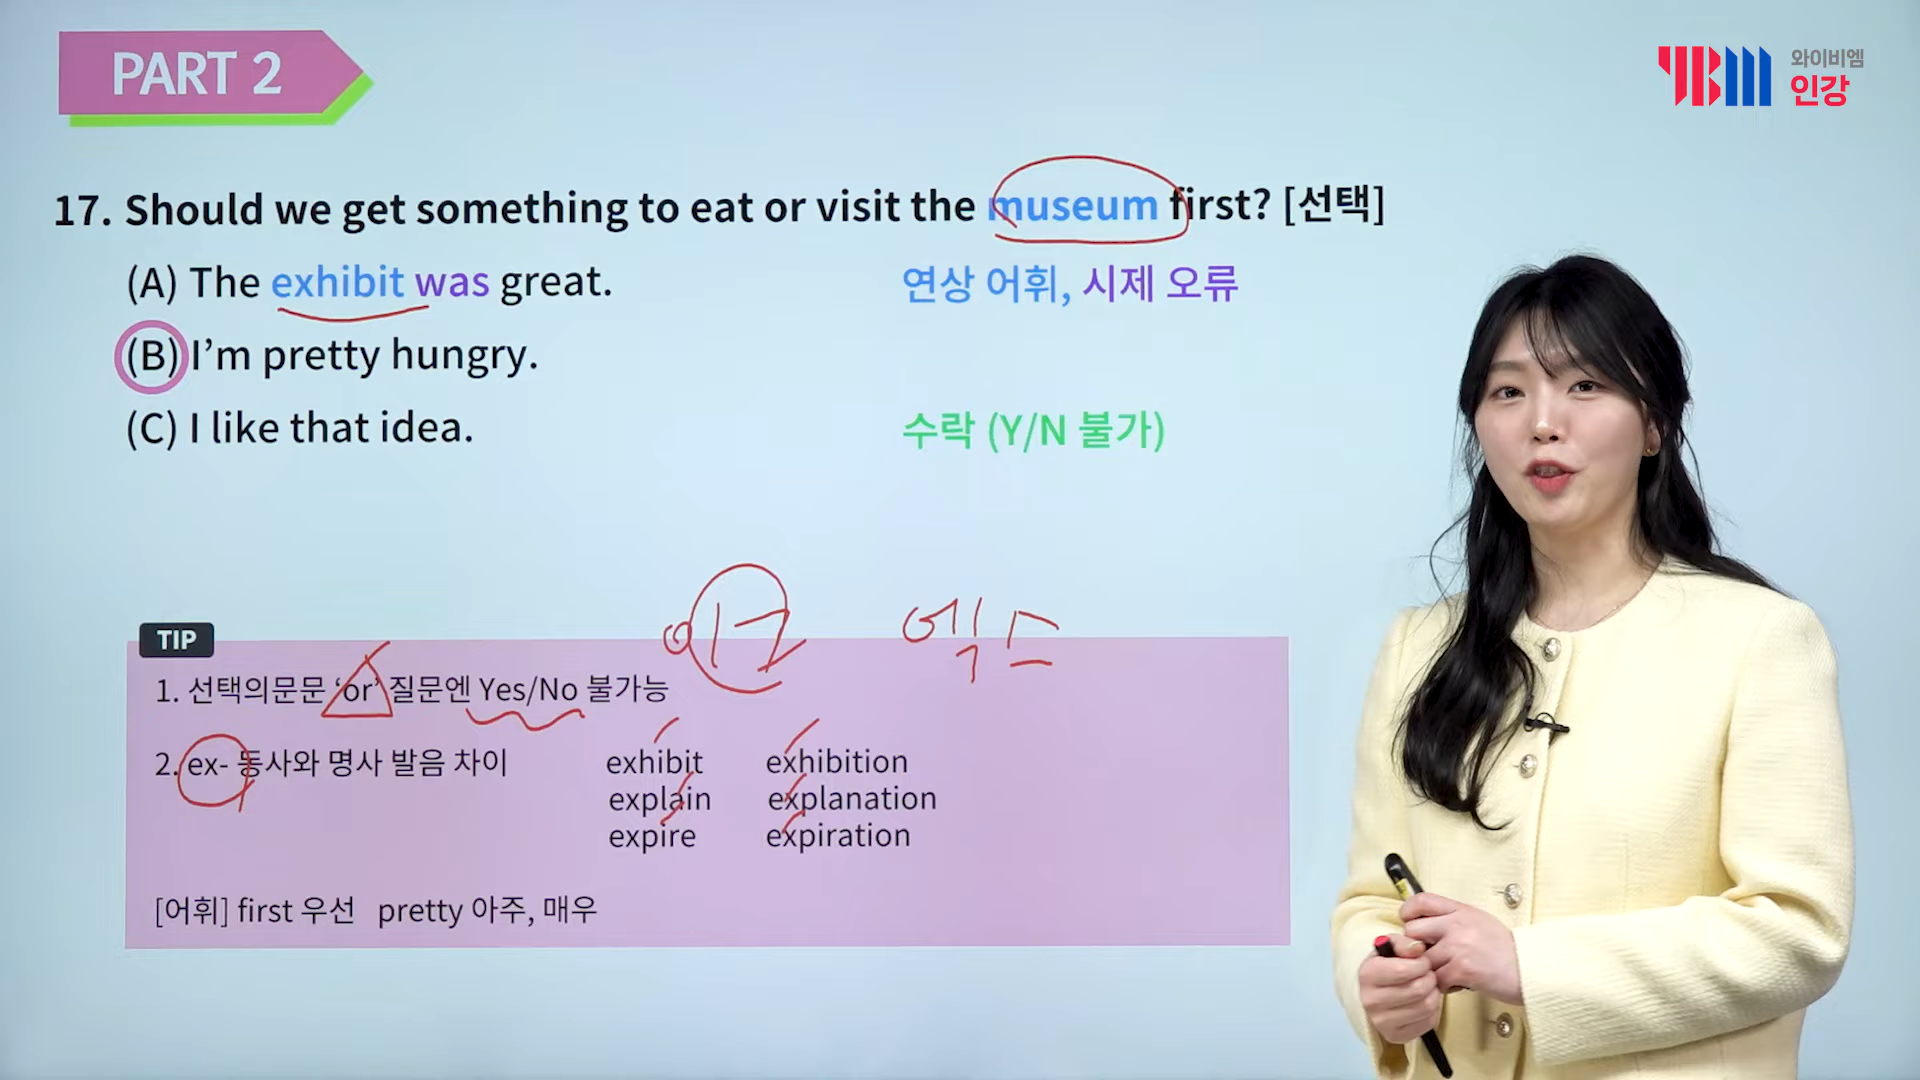 PART 2
YBM 와이비엠
인강
17. Should we get something to eat or visit the museum first? [선택]
(A) The exhibit was great. 연상 어휘, 시제 오류
(B) I'm pretty hungry.
(C) I like that idea. 수락 (Y/N 불가)
엑스
TIP
1. 선택의문문 ‘or’ 질문엔 Yes/No 불가능
2. ex- 동사와 명사 발음 차이 exhibit exhibition
explain explanation
expire expiration
[어휘] first 우선 pretty 아주, 매우